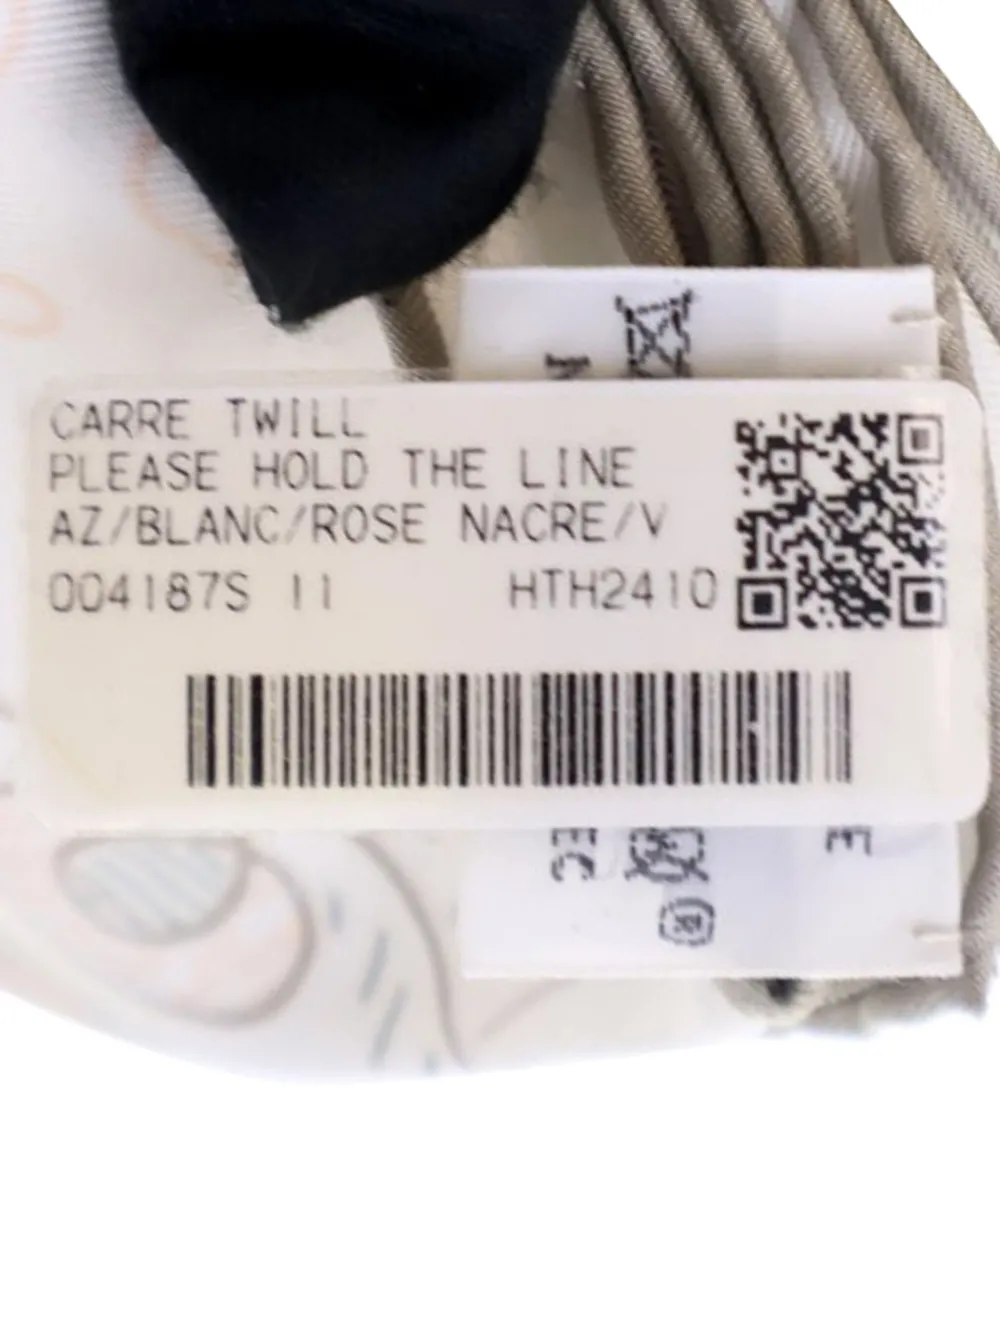 CARRE TWILL
PLEASE HOLD THE LINE
AZ/BLANC/ROSE NACRE/V
004187S 11 HTH2410